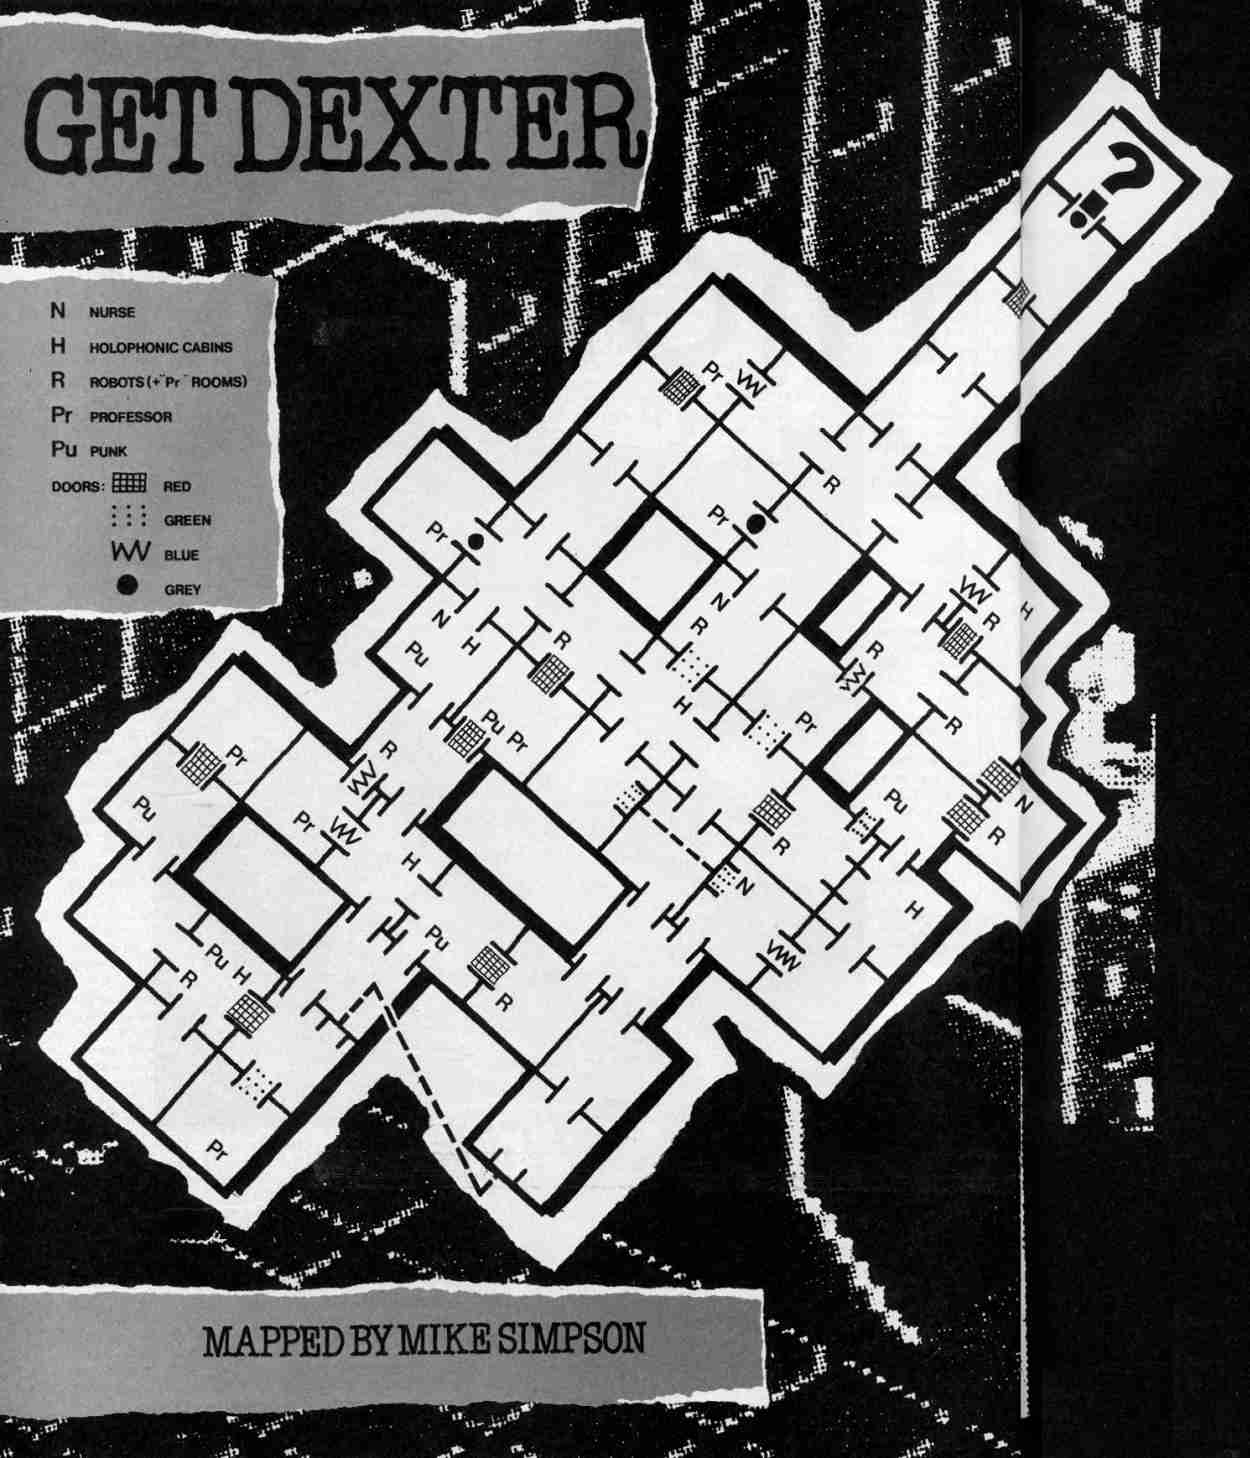 GET DEXTER
N NURSE
H HOLOPHONIC CABINS
R ROBOTS (+"Pr" ROOMS)
Pr PROFESSOR
Pu PUNK
DOORS: RED
GREEN
BLUE
GREY
?
Pr
R
Pr
Pr
H
R
N
N
R
R
R
H
Pu
H
Pr
R
Pu Pr
R
Pr
Pu
N
Pr
R
R
Pu
H
N
H
Pu
Pu H
R
R
Pr
MAPPED BY MIKE SIMPSON